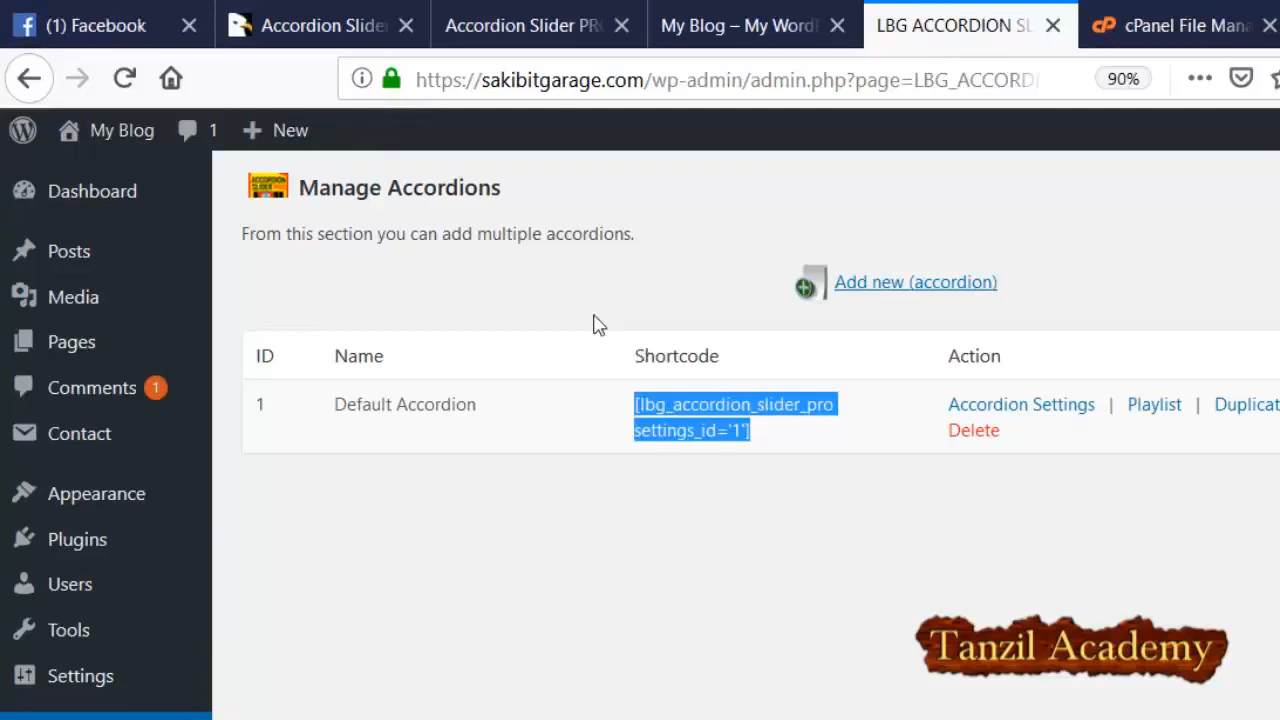 (1) Facebook
Accordion Slide
Accordion Slider PR
My Blog – My Word
LBG ACCORDION SL
cPanel File Mana
https://sakibitgarage.com/wp-admin/admin.php?page=LBG_ACCORD
90%
My Blog
1
New
Dashboard
Posts
Media
Pages
Comments 1
Contact
Appearance
Plugins
Users
Tools
Settings
Manage Accordions
From this section you can add multiple accordions.
Add new (accordion)
ID Name Shortcode Action
1 Default Accordion [lbg_accordion_slider_pro Accordion Settings | Playlist | Duplicat
settings_id='1'] Delete
Tanzil Academy